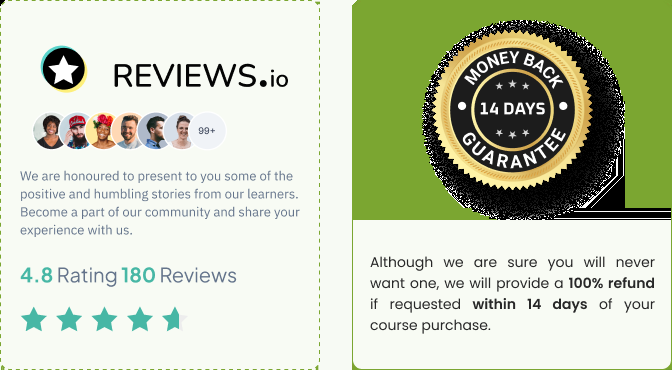 REVIEWS.io
99+
We are honoured to present to you some of the
positive and humbling stories from our learners.
Become a part of our community and share your
experience with us.
4.8 Rating 180 Reviews
MONEY BACK
14 DAYS
GUARANTEE
Although we are sure you will never
want one, we will provide a 100% refund
if requested within 14 days of your
course purchase.